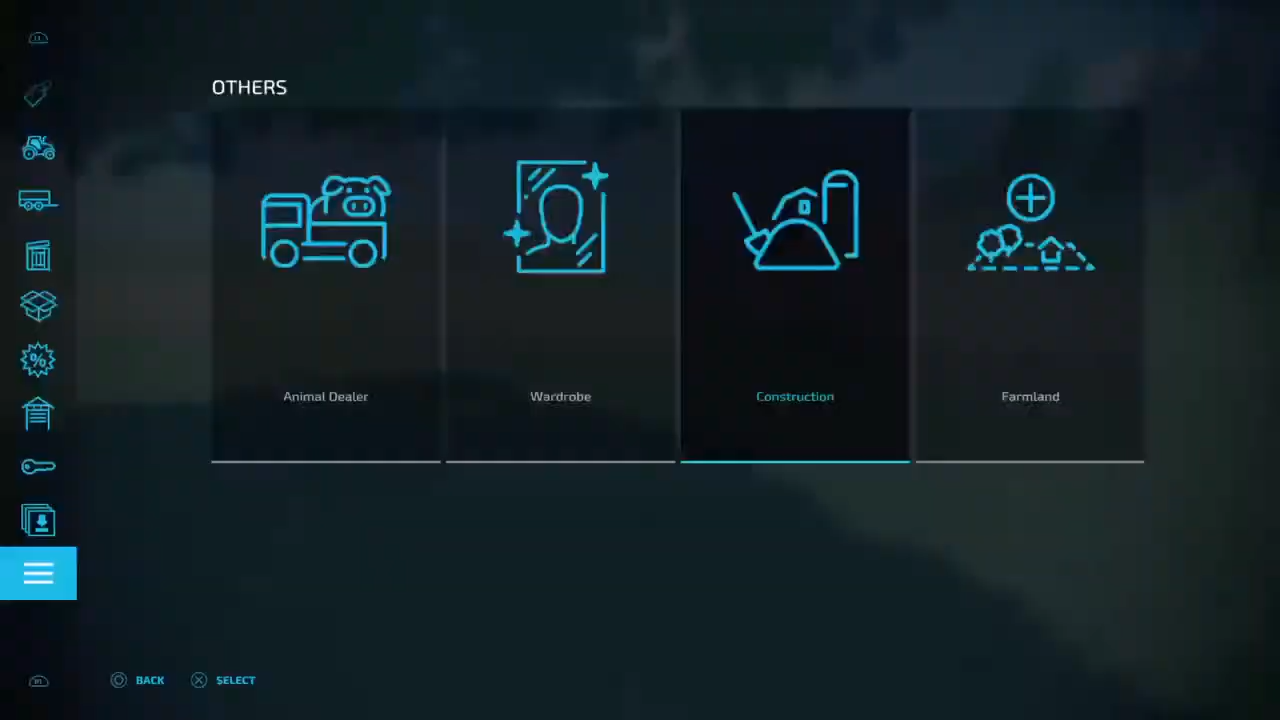 OTHERS
Animal Dealer
Wardrobe
Construction
Farmland
BACK
SELECT